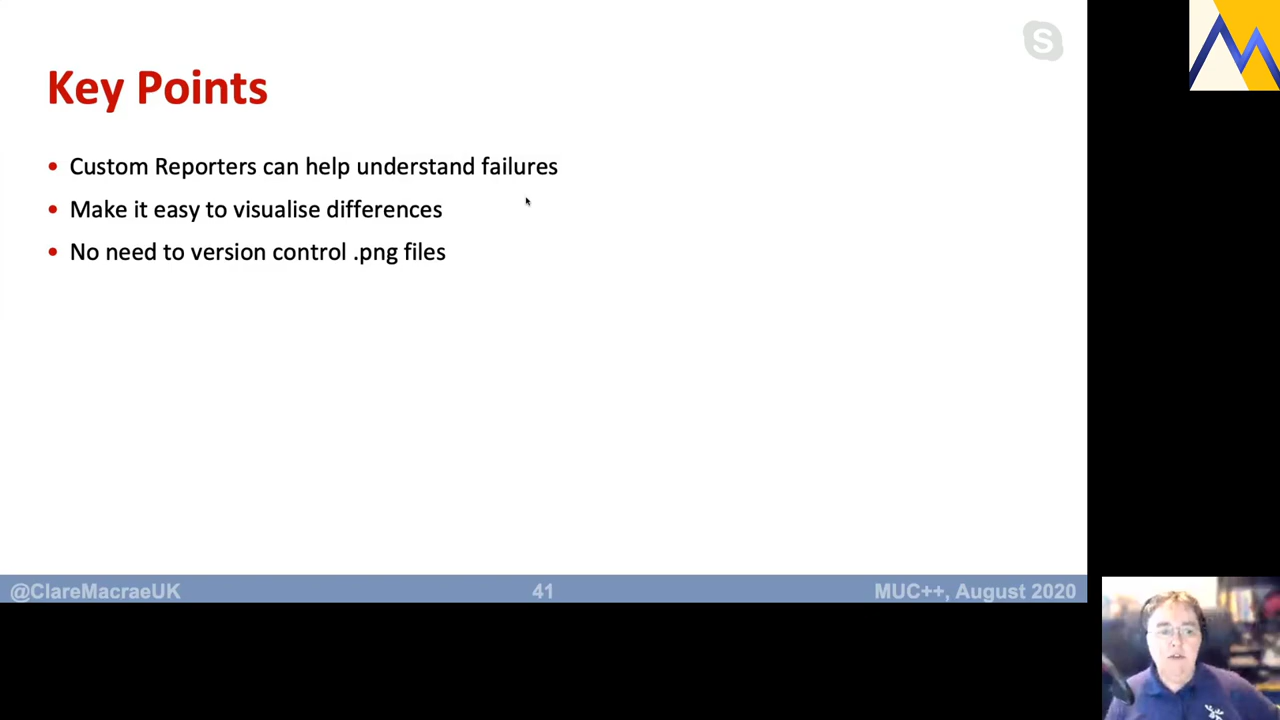 Key Points
• Custom Reporters can help understand failures
• Make it easy to visualise differences
• No need to version control .png files
@ClareMacraeUK
41
MUC++, August 2020